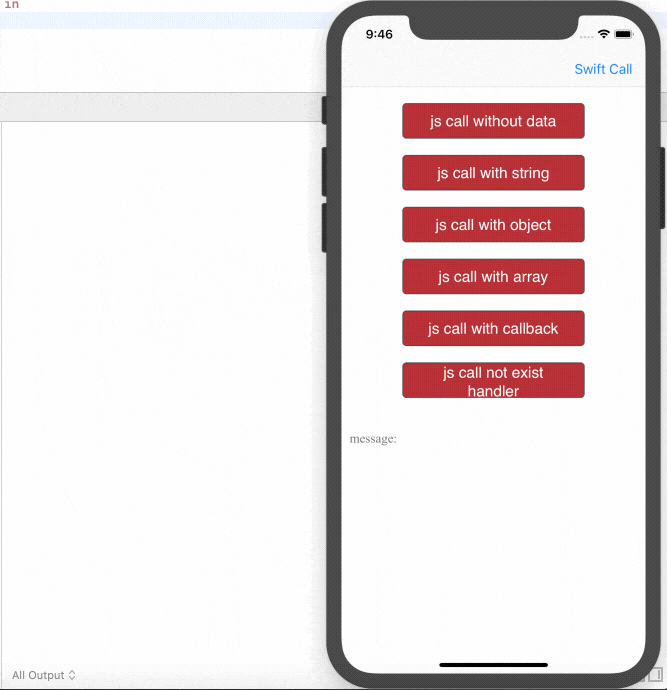 in
9:46
Swift Call
js call without data
js call with string
js call with object
js call with array
js call with callback
js call not exist
handler
message:
All Output